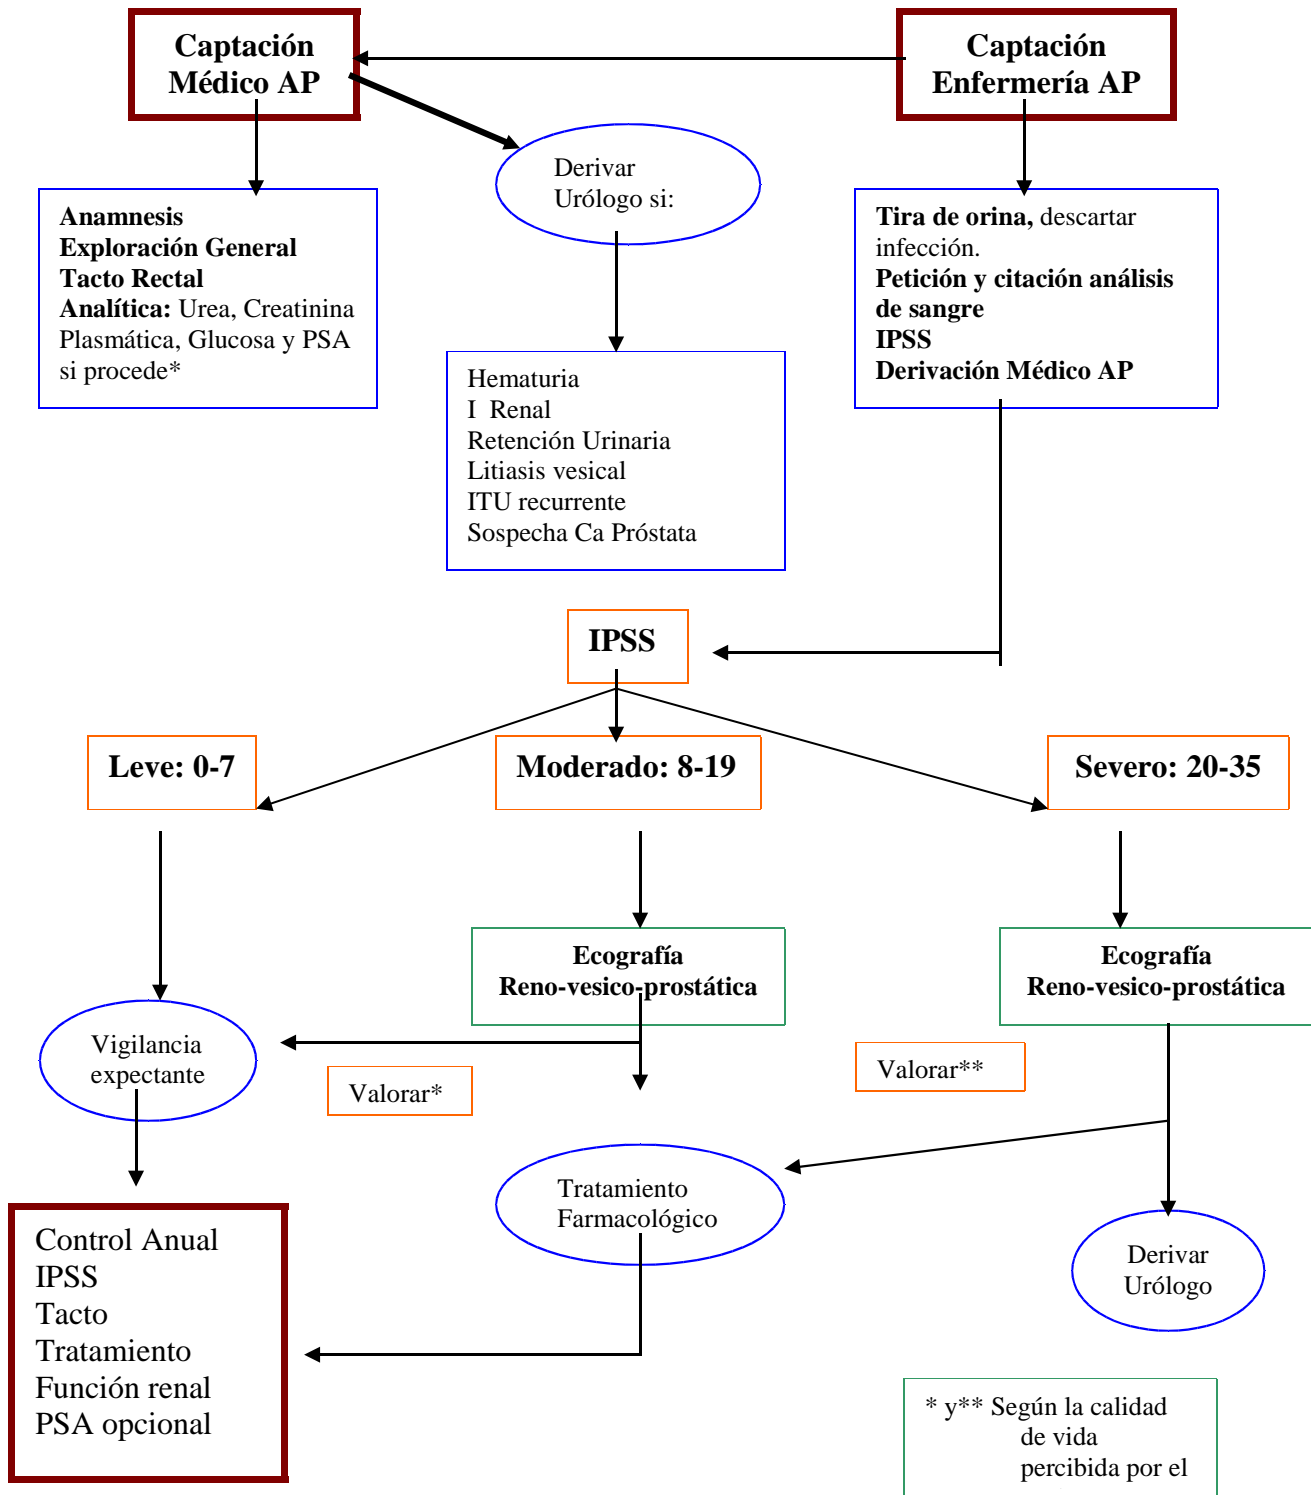 Captación
Médico AP
Captación
Enfermería AP
Derivar
Urólogo si:
Anamnesis
Exploración General
Tacto Rectal
Analítica: Urea, Creatinina
Plasmática, Glucosa y PSA
si procede*
Tira de orina, descartar
infección.
Petición y citación análisis
de sangre
IPSS
Derivación Médico AP
Hematuria
I  Renal
Retención Urinaria
Litiasis vesical
ITU recurrente
Sospecha Ca Próstata
IPSS
Leve: 0-7
Moderado: 8-19
Severo: 20-35
Ecografía
Reno-vesico-prostática
Ecografía
Reno-vesico-prostática
Vigilancia
expectante
Valorar*
Valorar**
Tratamiento
Farmacológico
Derivar
Urólogo
Control Anual
IPSS
Tacto
Tratamiento
Función renal
PSA opcional
* y** Según la calidad
de vida
percibida por el